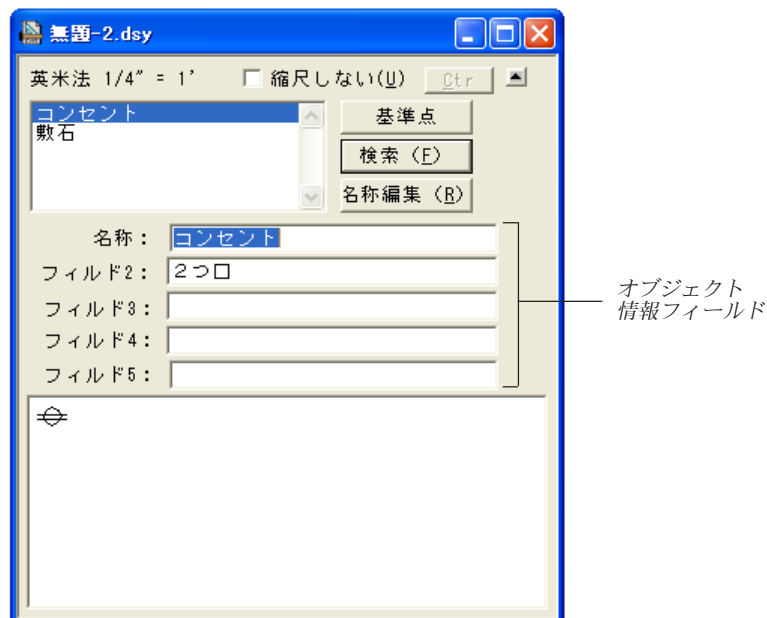 無題-2.dsy
英米法 1/4″ = 1’ 縮尺しない(U) Ctr
コンセント
敷石
基準点
検索 (F)
名称編集 (R)
名称： コンセント
フィルド2： 2つ口
フィルド3：
フィルド4：
フィルド5：
オブジェクト
情報フィールド